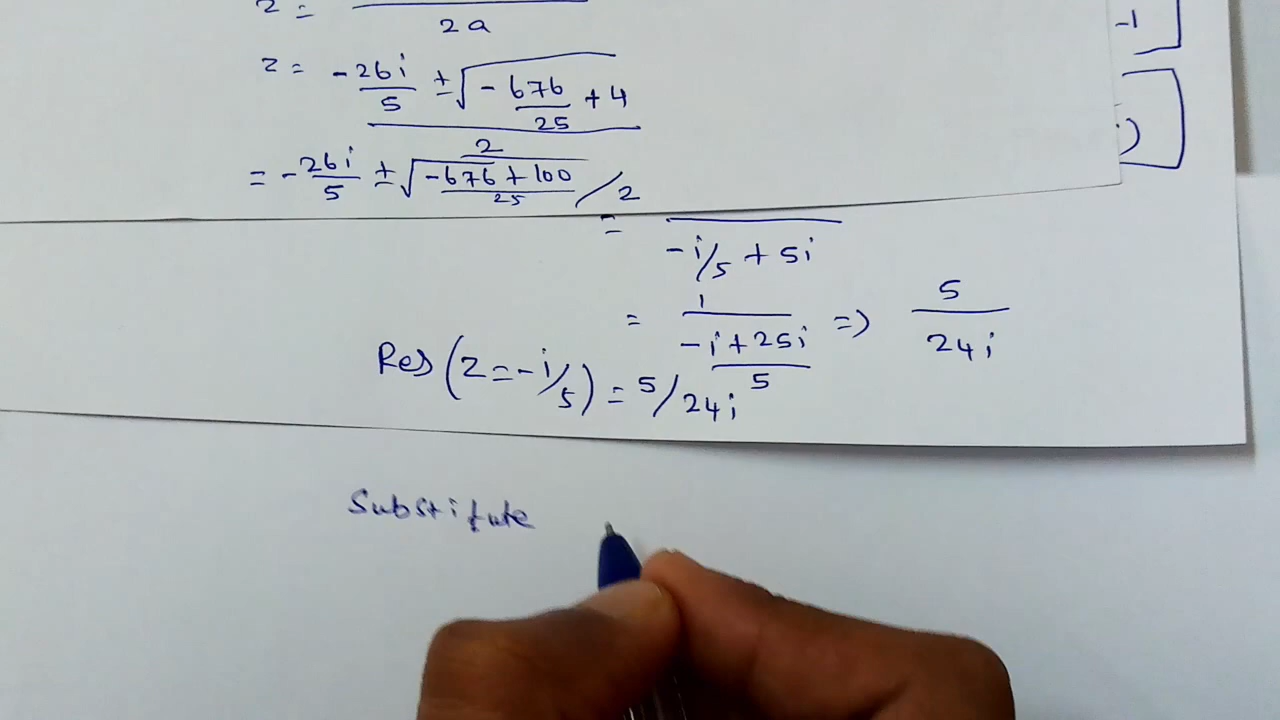 z = ――― / 2a
z = -26i/5 ± √(-676/25 + 4) / 2
= -26i/5 ± √((-676 + 100)/25) / 2
-1
)
= ――― / (-i/5 + 5i)
= 1 / ((-i + 25i)/5) => 5/24i
Res(z = -i/5) = 5/24i
Substitute